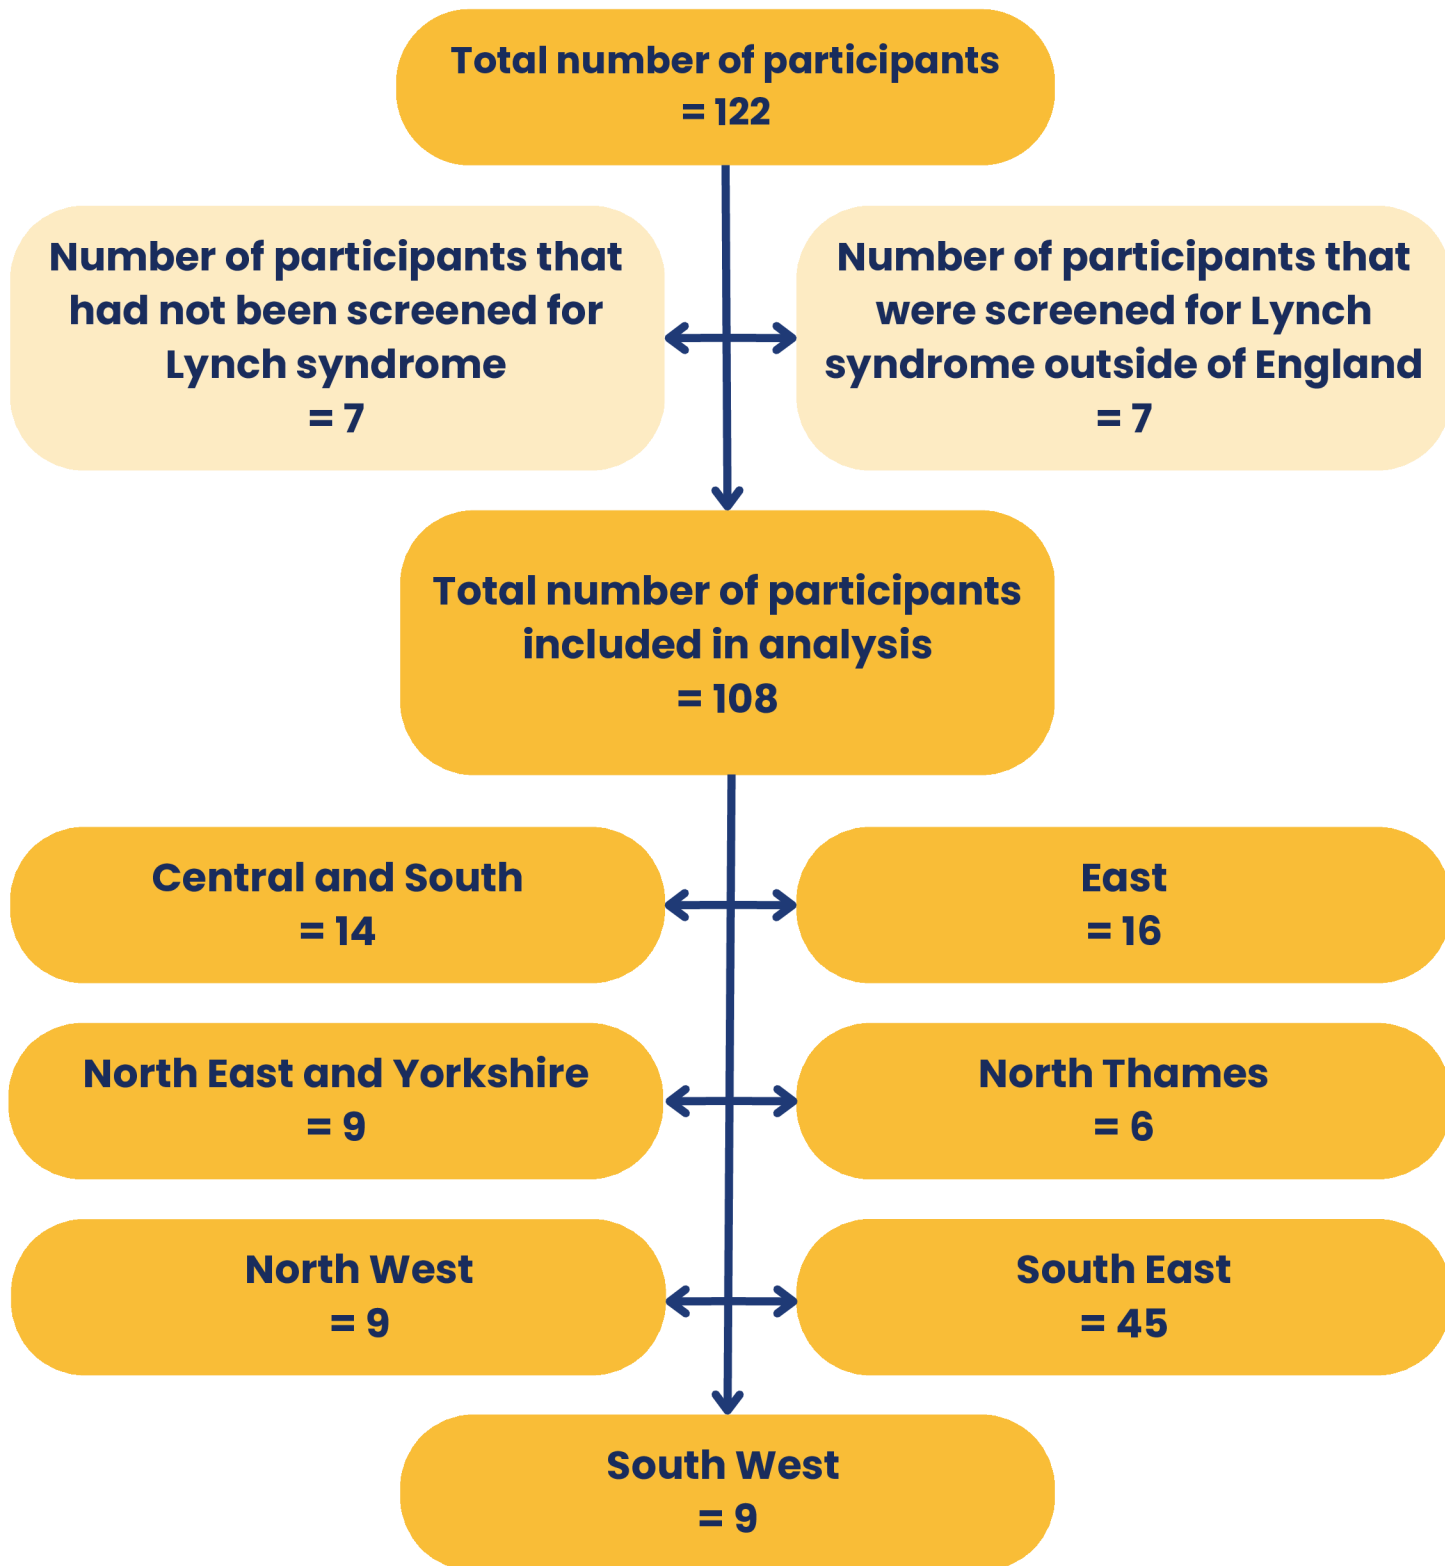 Total number of participants
= 122
Number of participants that
had not been screened for
Lynch syndrome
= 7
Number of participants that
were screened for Lynch
syndrome outside of England
= 7
Total number of participants
included in analysis
= 108
Central and South
= 14
East
= 16
North East and Yorkshire
= 9
North Thames
= 6
North West
= 9
South East
= 45
South West
= 9